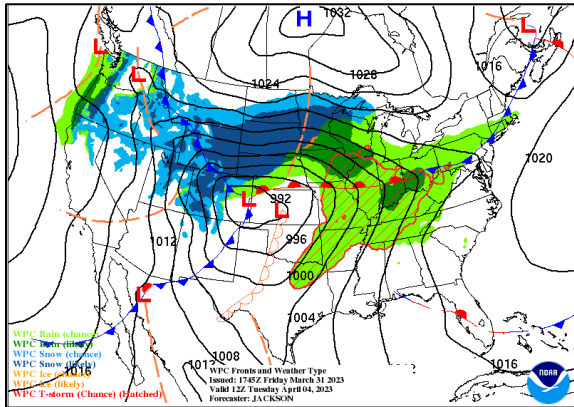 H
1032
L
L
L
1016
1024
1028
1020
992
L
L
996
1012
1000
L
1004
1008
1012
1016
1016
WPC Rain (chance)
WPC Rain (likely)
WPC Snow (chance)
WPC Snow (likely)
WPC Ice (chance)
WPC Ice (likely)
WPC T-storm (Chance) (Hatched)
WPC Fronts and Weather Type
Issued: 1745Z Friday March 31 2023
Valid 12Z Tuesday April 04, 2023
Forecaster: JACKSON
NOAA